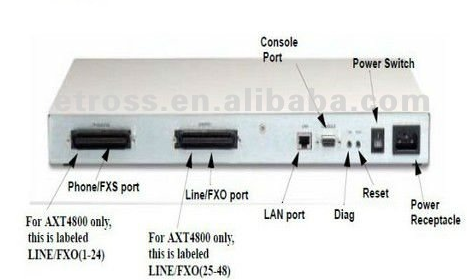 Console
Port
Power Switch
etross.en.alibaba.com
Phone/FXS port
Line/FXO port
LAN port
Diag
Reset
Power
Receptacle
For AXT4800 only,
this is labeled
LINE/FXO(1-24)
For AXT4800 only,
this is labeled
LINE/FXO(25-48)